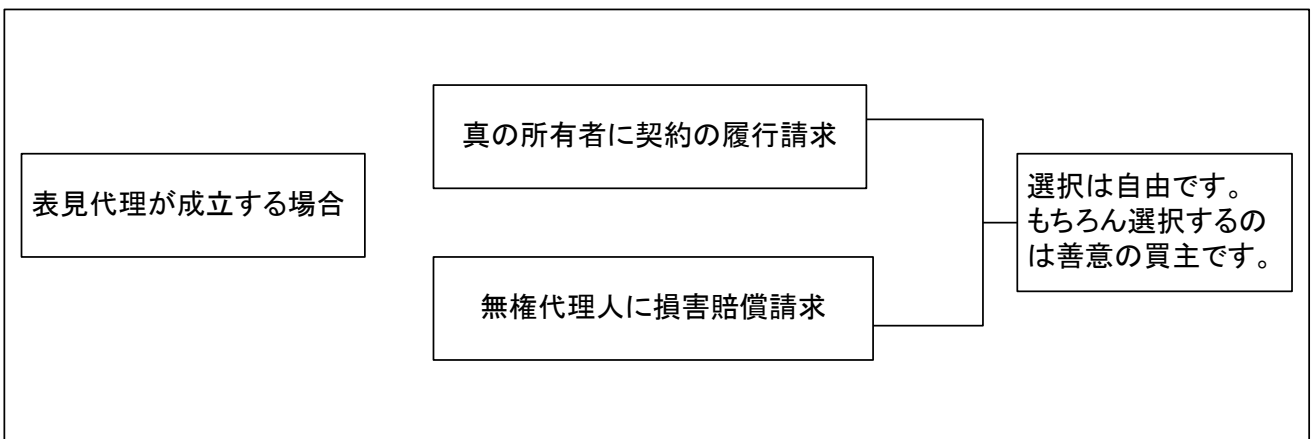 表見代理が成立する場合
真の所有者に契約の履行請求
無権代理人に損害賠償請求
選択は自由です。
もちろん選択するの
は善意の買主です。